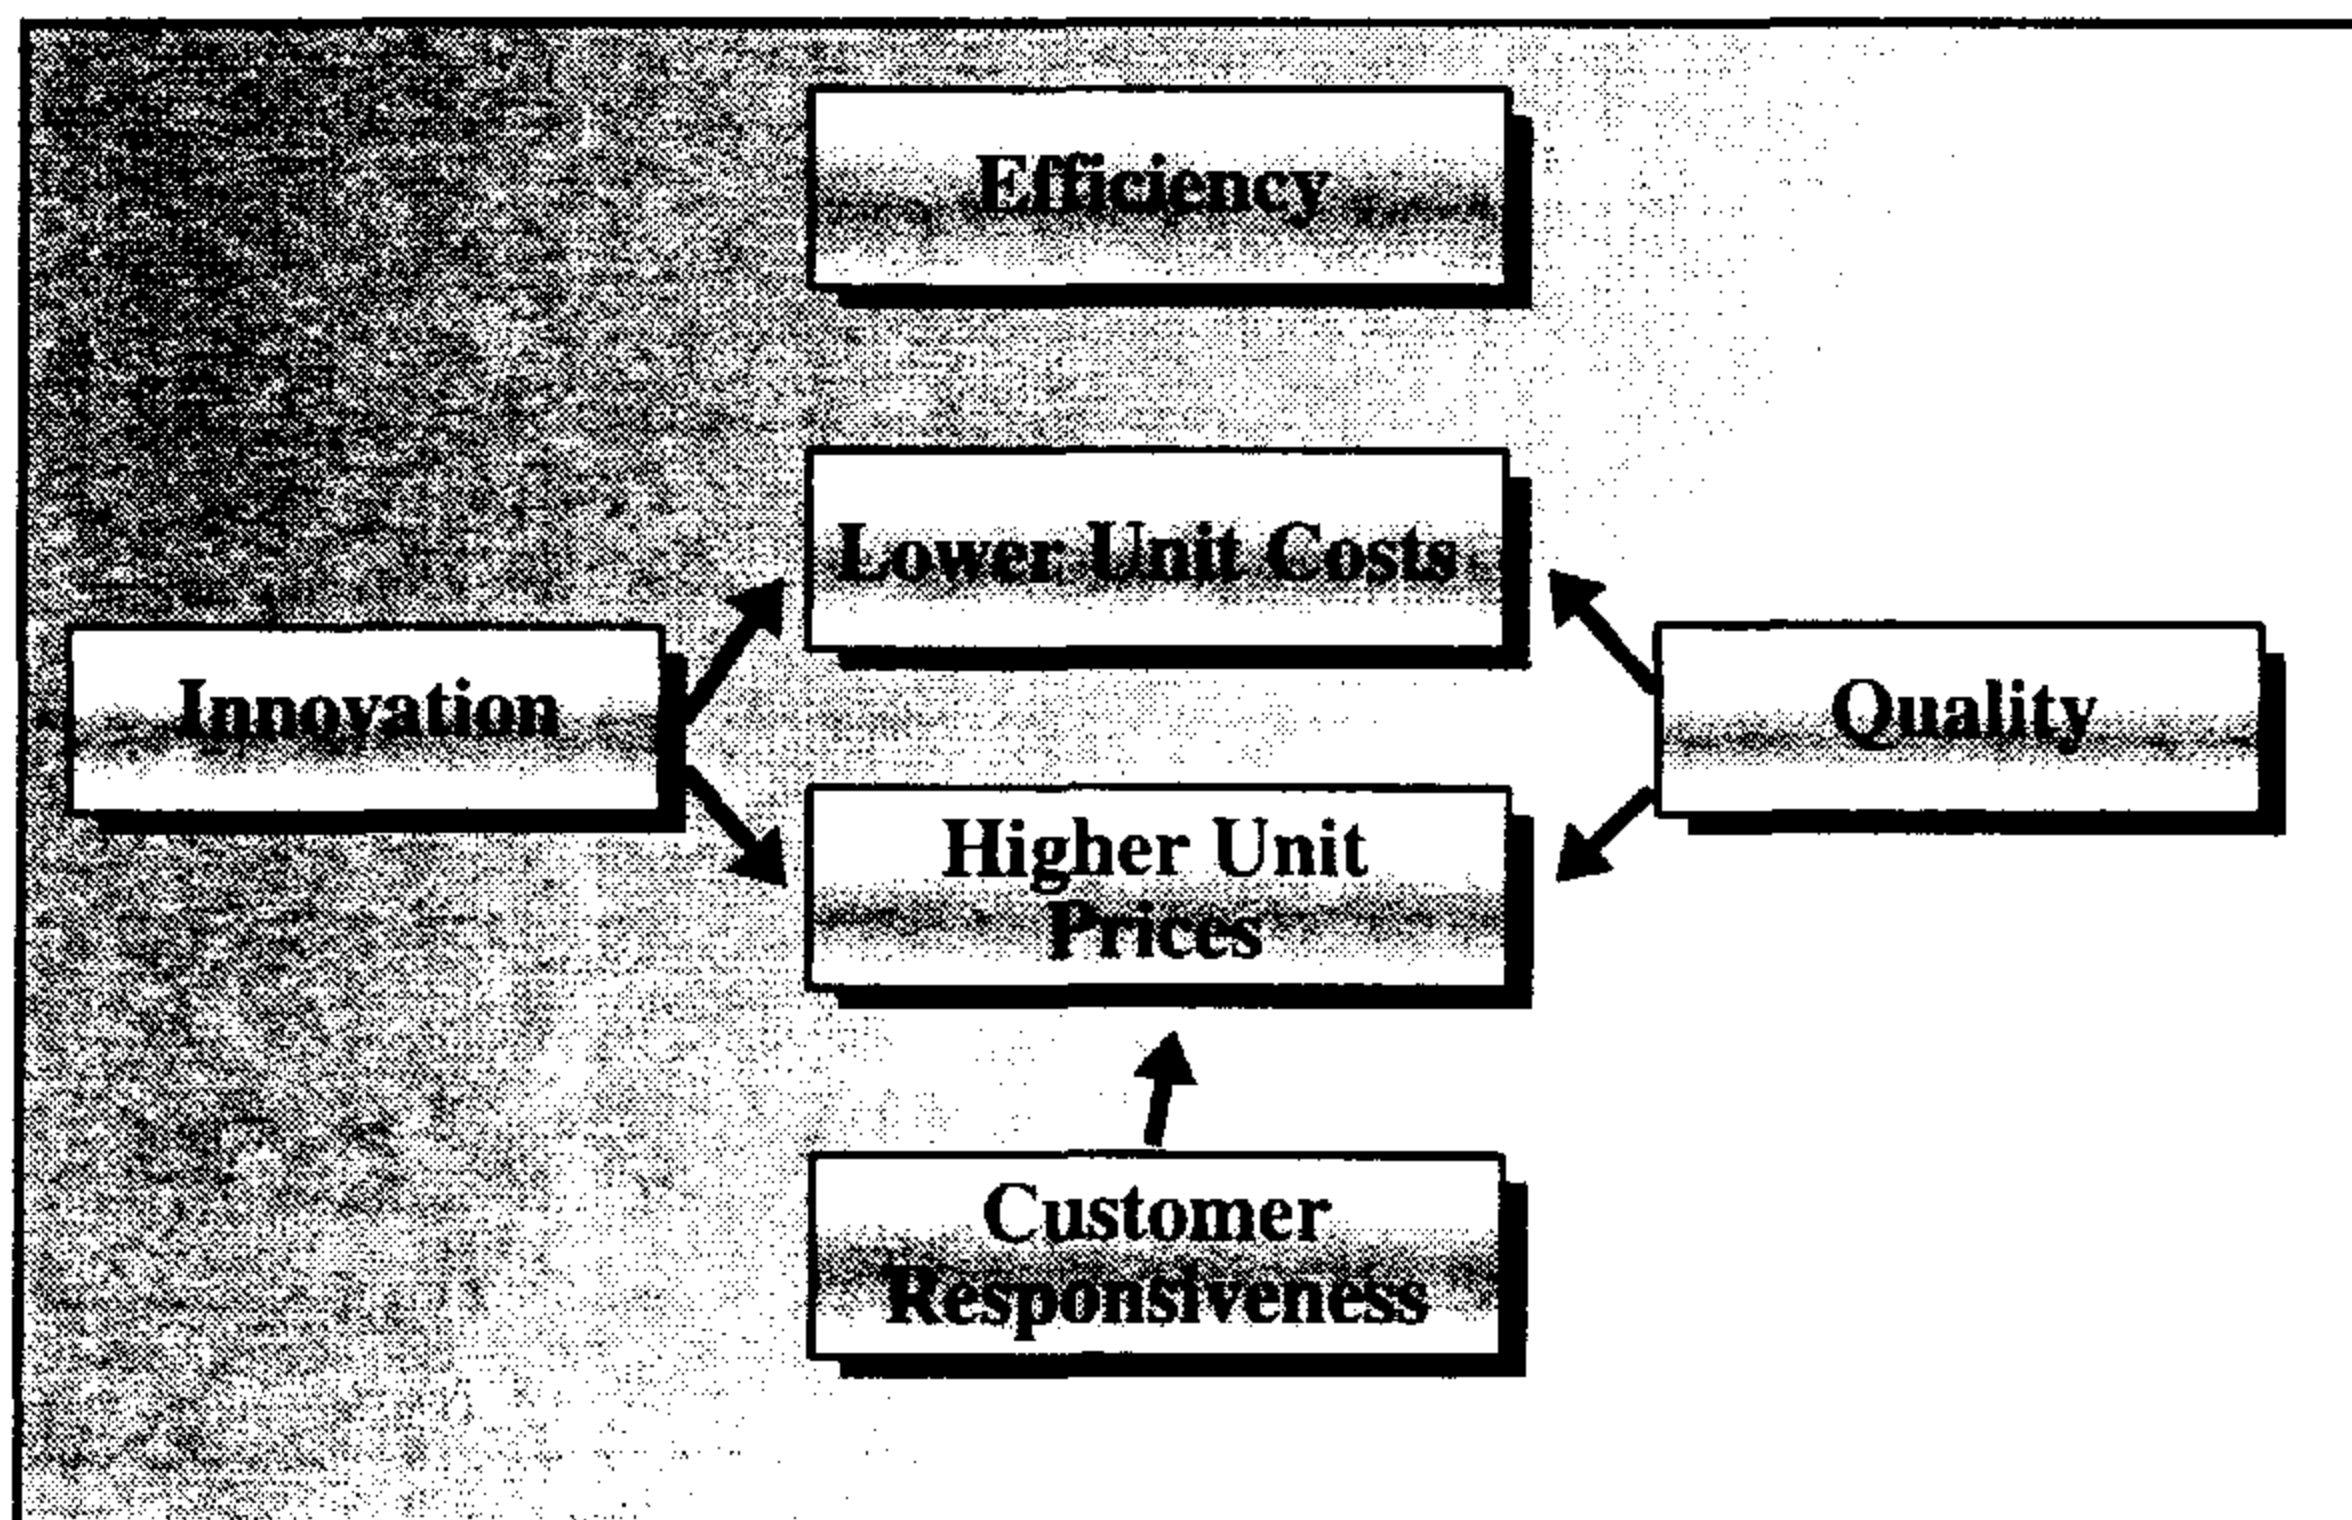 Efficiency
Lower Unit Costs
Innovation
Quality
Higher Unit
Prices
Customer
Responsiveness